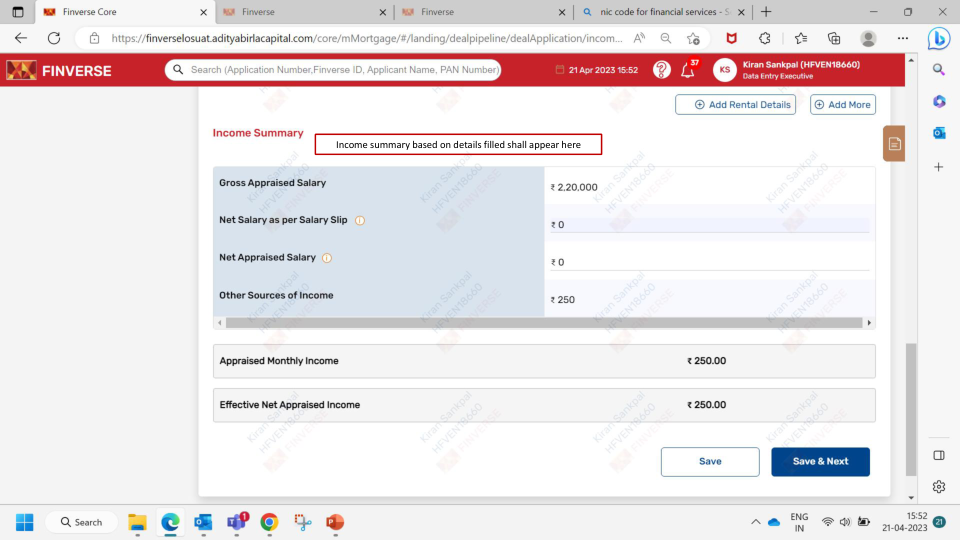 Finverse Core
Finverse
Finverse
nic code for financial services - S
https://finverselosuat.adityabirlacapital.com/core/mMortgage/#/landing/dealpipeline/dealApplication/incom...
FINVERSE
Search (Application Number,Finverse ID, Applicant Name, PAN Number)
21 Apr 2023 15:52
37
KS
Kiran Sankpal (HFVEN18660)
Data Entry Executive
Add Rental Details
Add More
Income Summary
Income summary based on details filled shall appear here
Gross Appraised Salary
₹ 2,20,000
Net Salary as per Salary Slip
₹ 0
Net Appraised Salary
₹ 0
Other Sources of Income
₹ 250
Appraised Monthly Income
₹ 250.00
Effective Net Appraised Income
₹ 250.00
Save
Save & Next
Kiran Sankpal
HFVEN18660
FINVERSE
Search
1
ENG
IN
15:52
21-04-2023
21